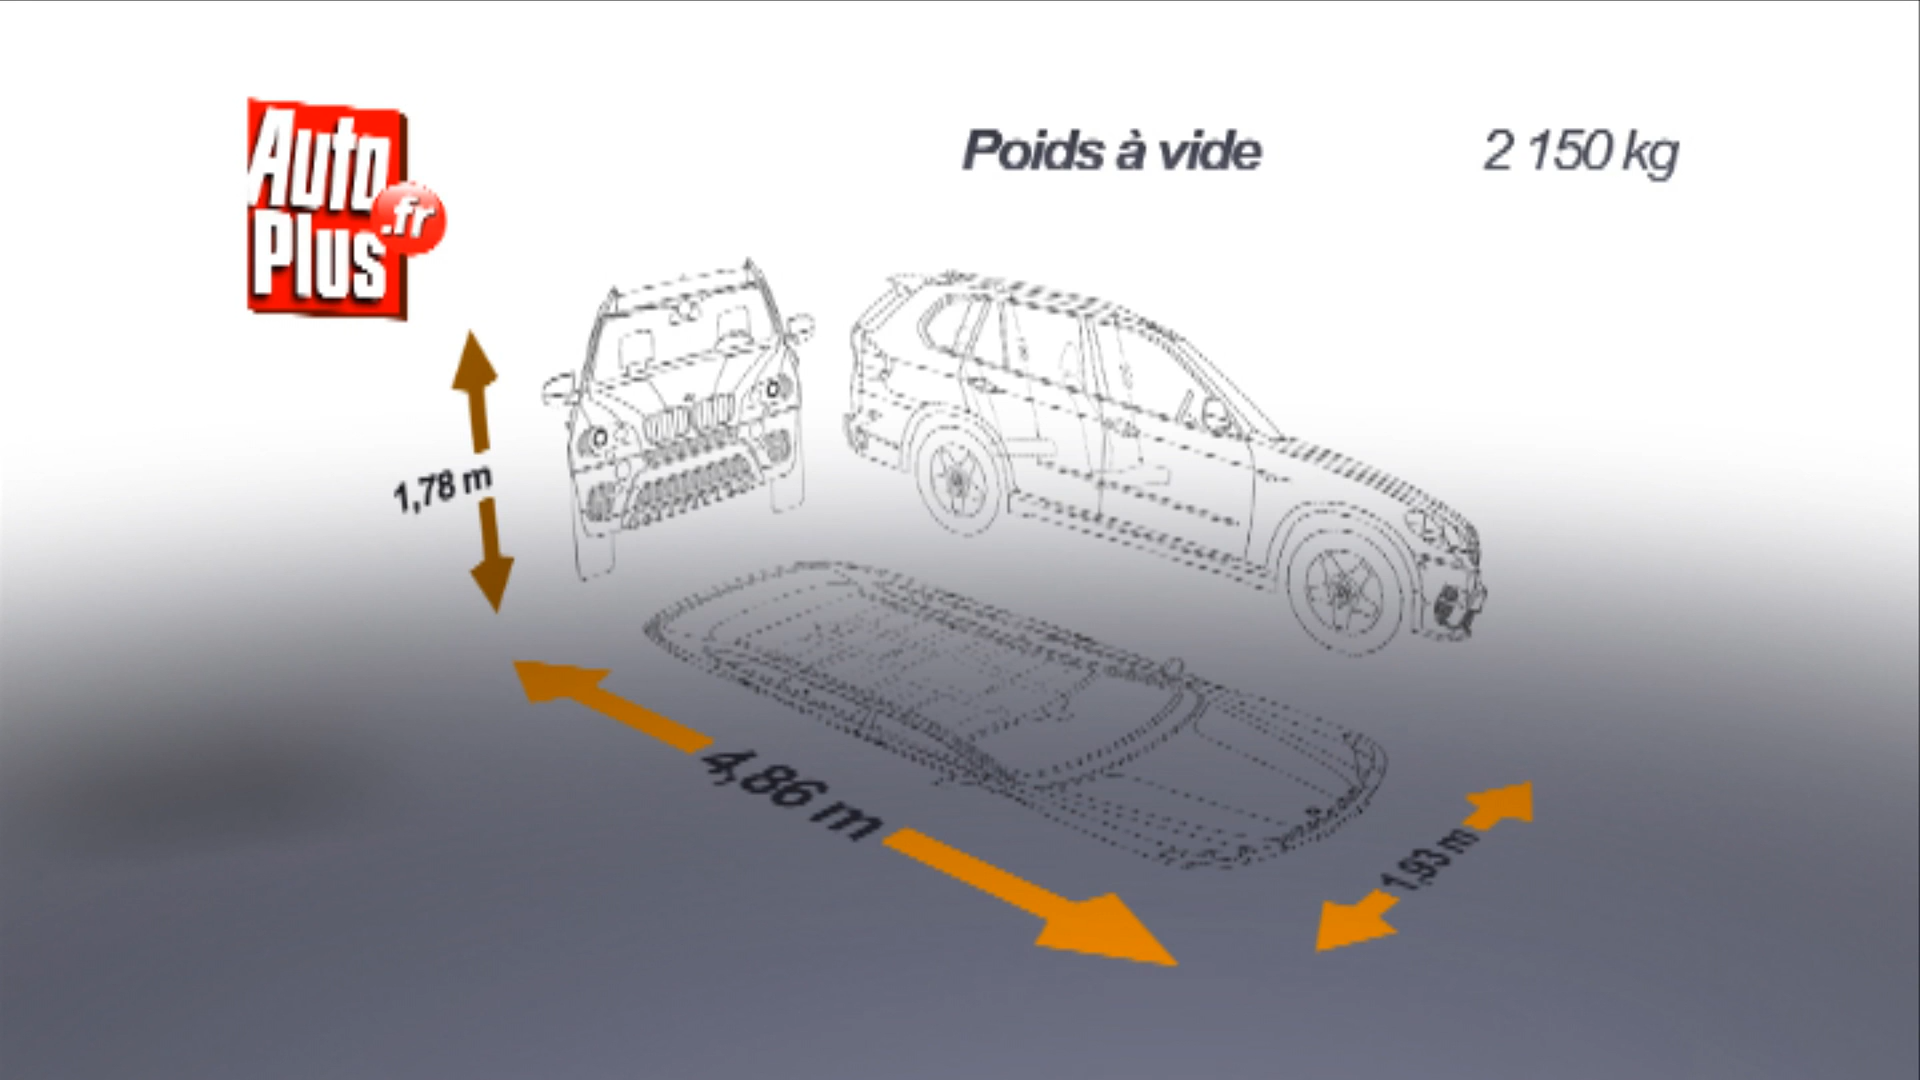 Auto
Plus
.fr
Poids à vide 2 150 kg
1,78 m
4,86 m
1,93 m